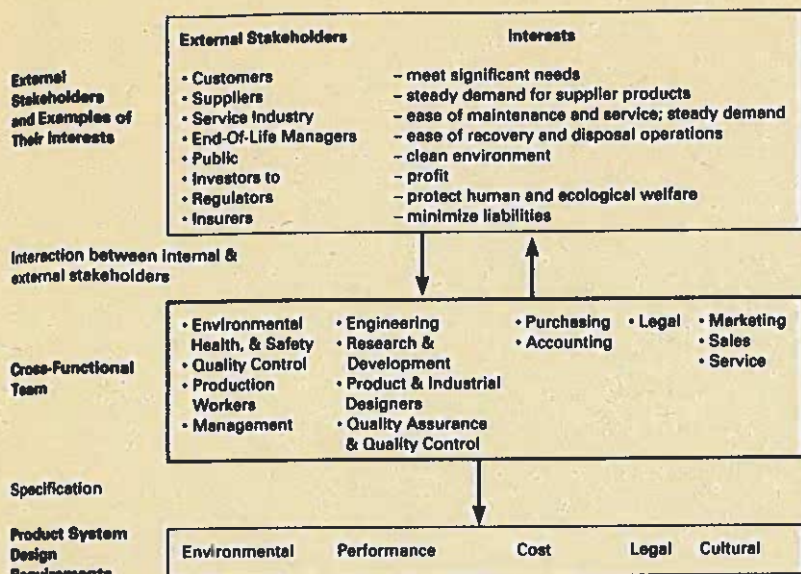 External Stakeholders
Interests
External
Stakeholders
and Examples of
Their Interests
• Customers
– meet significant needs
• Suppliers
– steady demand for supplier products
• Service Industry
– ease of maintenance and service; steady demand
• End-Of-Life Managers
– ease of recovery and disposal operations
• Public
– clean environment
• Investors to
– profit
• Regulators
– protect human and ecological welfare
• Insurers
– minimize liabilities
Interaction between internal &
external stakeholders
Cross-Functional
Team
• Environmental
Health, & Safety
• Quality Control
• Production
Workers
• Management
• Engineering
• Research &
Development
• Product & Industrial
Designers
• Quality Assurance
& Quality Control
• Purchasing
• Accounting
• Legal
• Marketing
• Sales
• Service
Specification
Product System
Design
Requirements
Environmental
Performance
Cost
Legal
Cultural